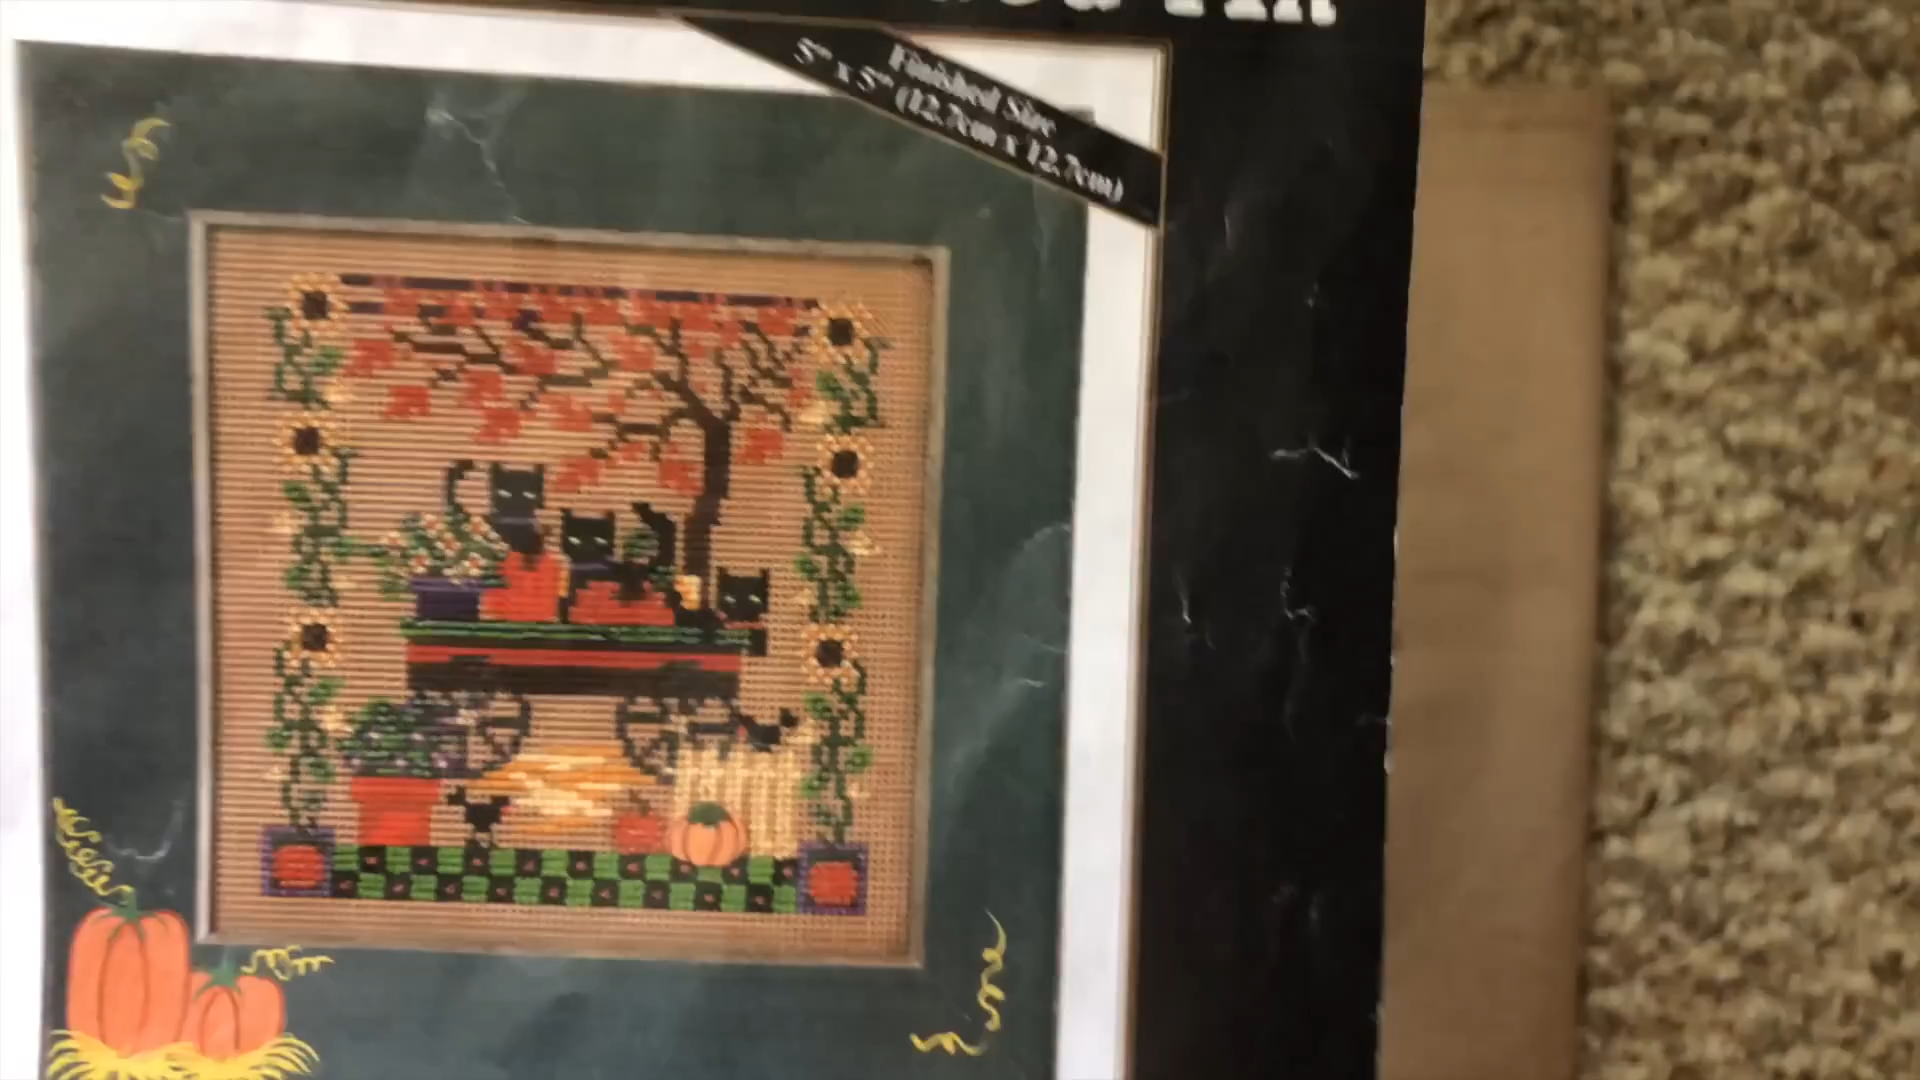 Finished Size
5" x 5" (12.7cm x 12.7cm)